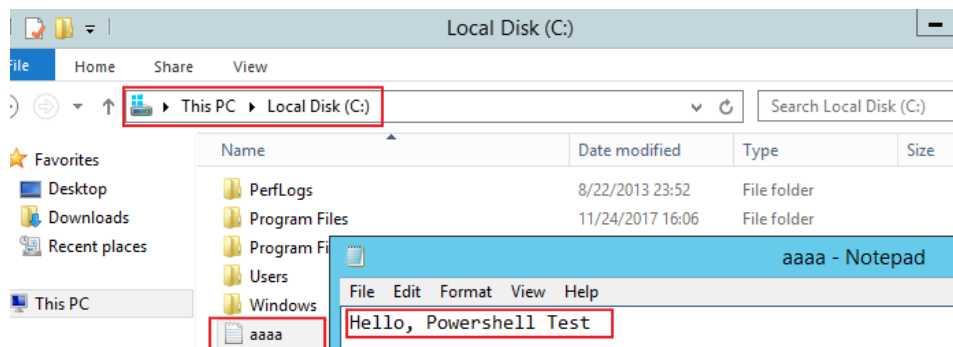 Local Disk (C:)
File Home Share View
This PC Local Disk (C:) Search Local Disk (C:)
Name Date modified Type Size
Favorites
Desktop PerfLogs 8/22/2013 23:52 File folder
Downloads Program Files 11/24/2017 16:06 File folder
Recent places Program Fi
aaaa - Notepad
Users
File Edit Format View Help
This PC Windows
Hello, Powershell Test
aaaa